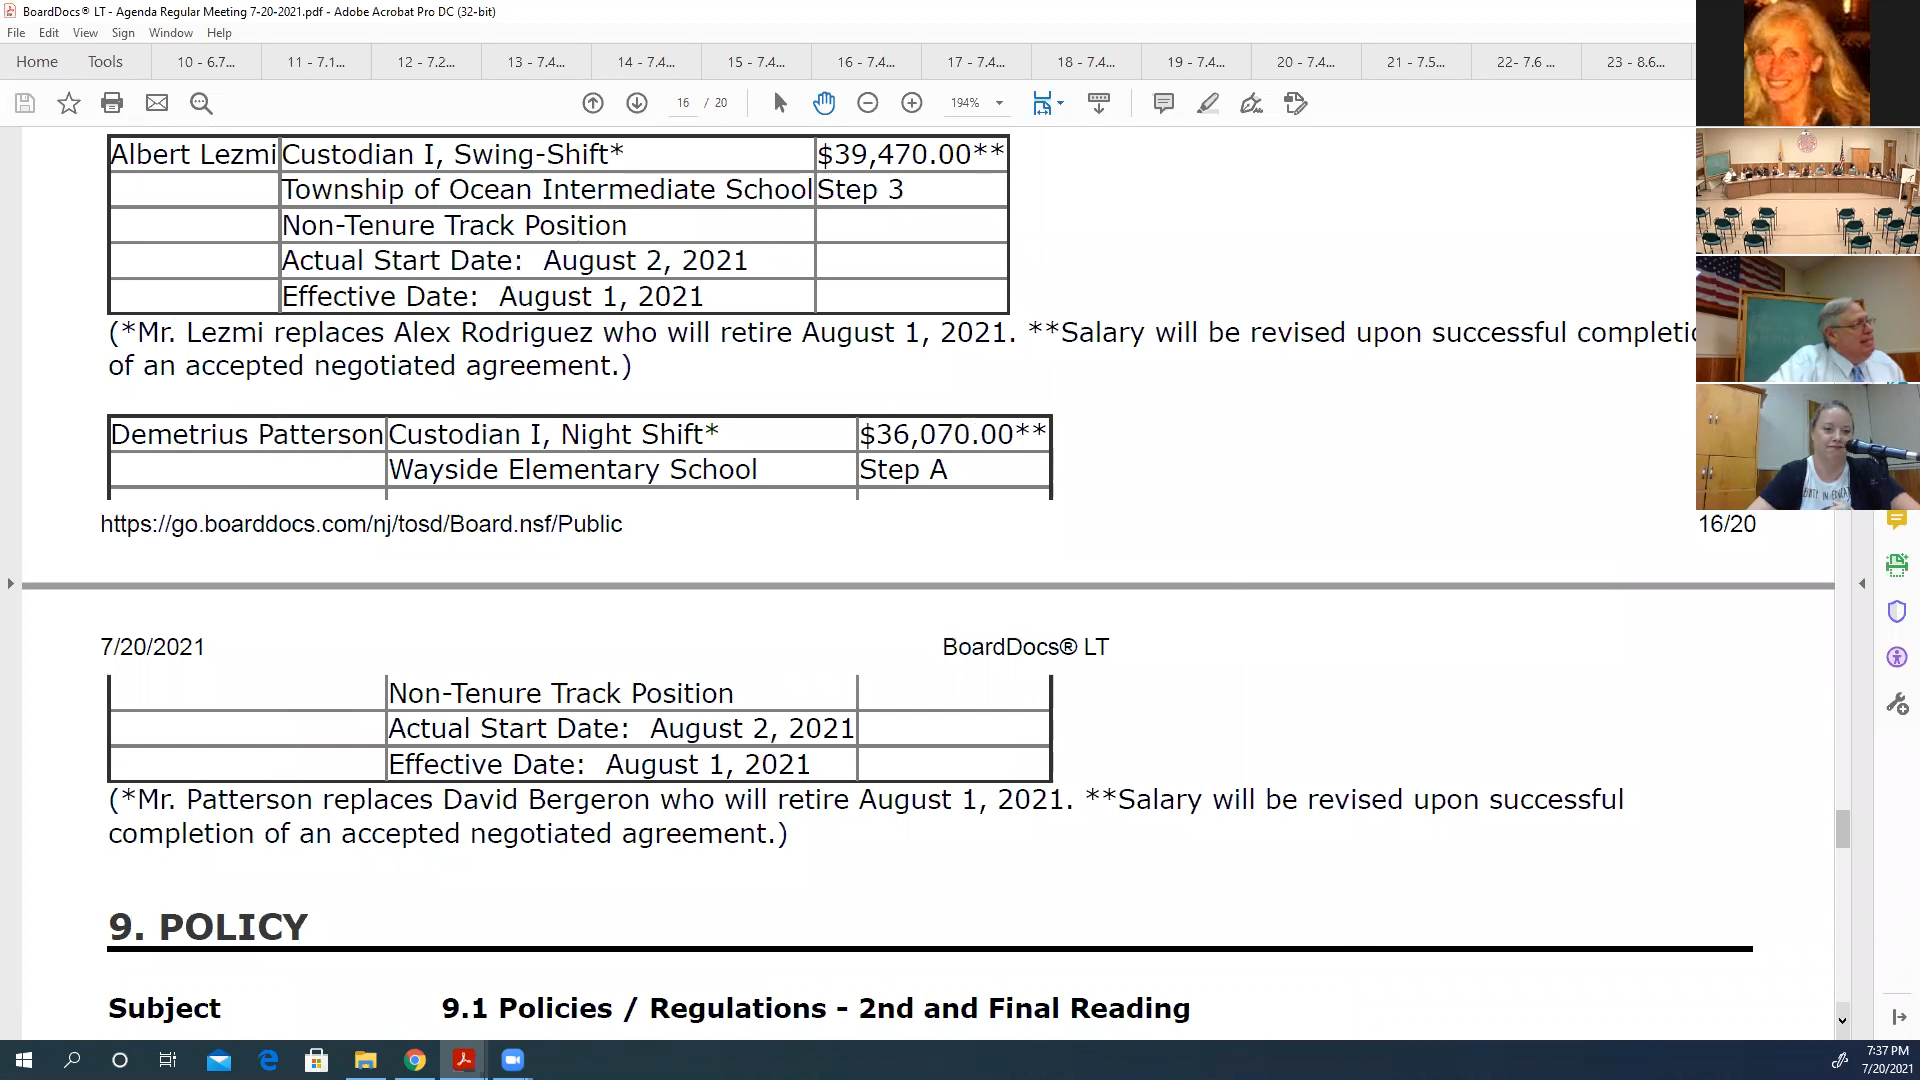 BoardDocs® LT - Agenda Regular Meeting 7-20-2021.pdf - Adobe Acrobat Pro DC (32-bit)
File Edit View Sign Window Help
Home Tools 10 - 6.7... 11 - 7.1... 12 - 7.2... 13 - 7.4... 14 - 7.4... 15 - 7.4... 16 - 7.4... 17 - 7.4... 18 - 7.4... 19 - 7.4... 20 - 7.4... 21 - 7.5... 22- 7.6 ... 23 - 8.6...
16 / 20 194%
Albert Lezmi Custodian I, Swing-Shift* $39,470.00**
Township of Ocean Intermediate School Step 3
Non-Tenure Track Position
Actual Start Date: August 2, 2021
Effective Date: August 1, 2021
(*Mr. Lezmi replaces Alex Rodriguez who will retire August 1, 2021. **Salary will be revised upon successful completio
of an accepted negotiated agreement.)
Demetrius Patterson Custodian I, Night Shift* $36,070.00**
Wayside Elementary School Step A
https://go.boarddocs.com/nj/tosd/Board.nsf/Public 16/20
7/20/2021 BoardDocs® LT
Non-Tenure Track Position
Actual Start Date: August 2, 2021
Effective Date: August 1, 2021
(*Mr. Patterson replaces David Bergeron who will retire August 1, 2021. **Salary will be revised upon successful
completion of an accepted negotiated agreement.)
9. POLICY
Subject 9.1 Policies / Regulations - 2nd and Final Reading
7:37 PM
7/20/2021